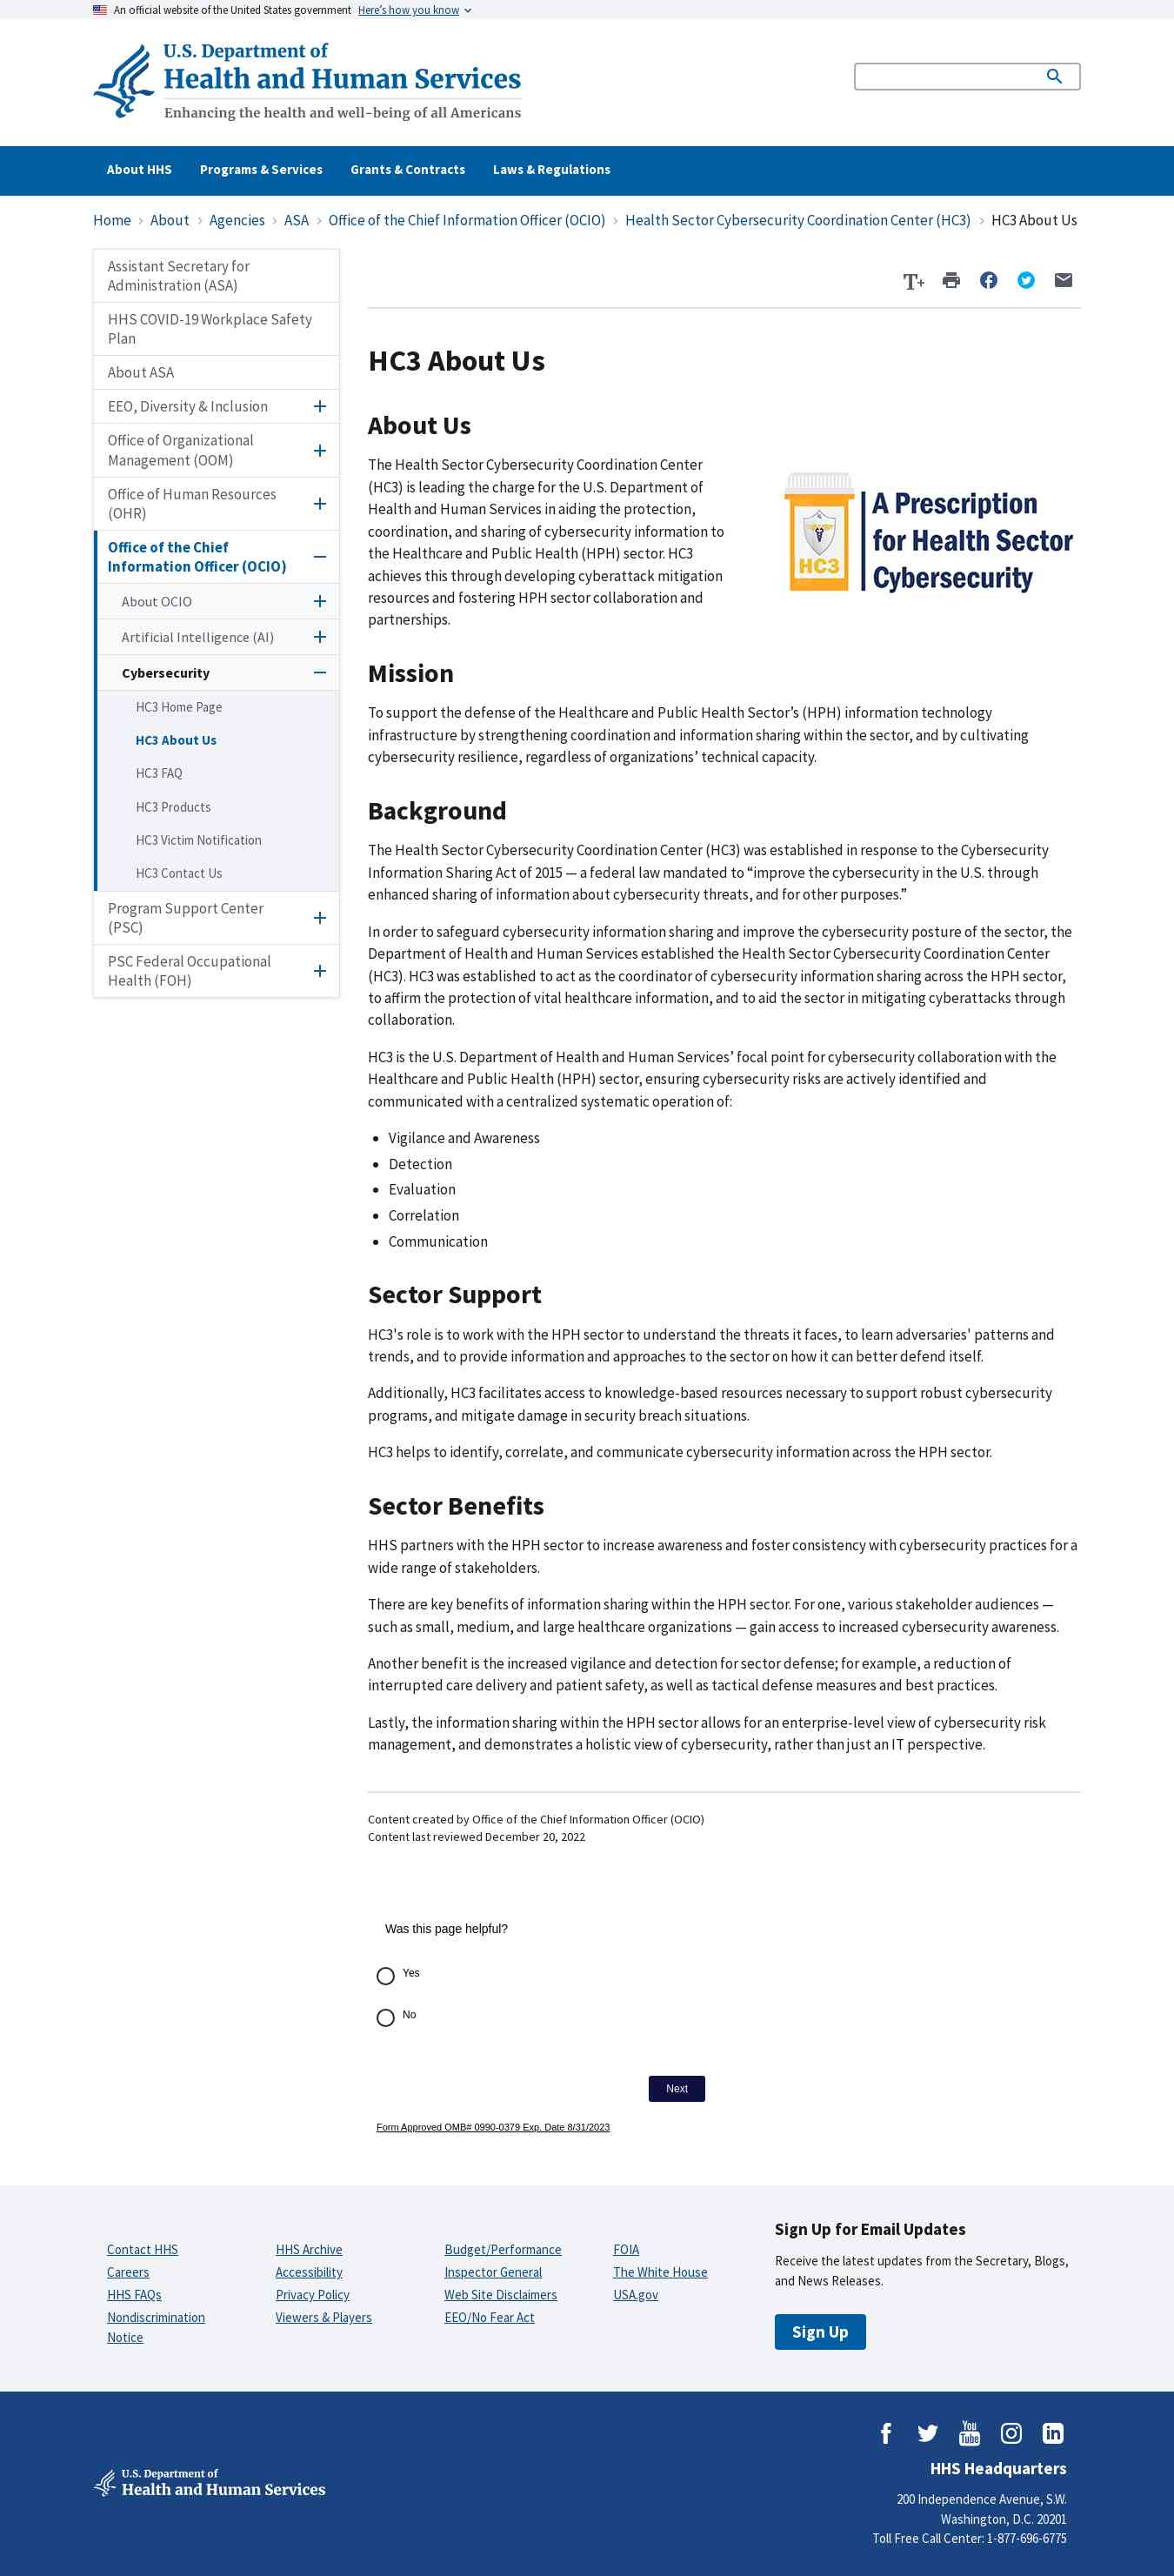 An official website of the United States government Here's how you know
U.S. Department of
Health and Human Services
Enhancing the health and well-being of all Americans
About HHS Programs & Services Grants & Contracts Laws & Regulations
Home › About › Agencies › ASA › Office of the Chief Information Officer (OCIO) › Health Sector Cybersecurity Coordination Center (HC3) › HC3 About Us
Assistant Secretary for
Administration (ASA)
HHS COVID-19 Workplace Safety
Plan
About ASA
EEO, Diversity & Inclusion
Office of Organizational
Management (OOM)
Office of Human Resources
(OHR)
Office of the Chief
Information Officer (OCIO)
About OCIO
Artificial Intelligence (AI)
Cybersecurity
HC3 Home Page
HC3 About Us
HC3 FAQ
HC3 Products
HC3 Victim Notification
HC3 Contact Us
Program Support Center
(PSC)
PSC Federal Occupational
Health (FOH)
T+
HC3 About Us
About Us
The Health Sector Cybersecurity Coordination Center
(HC3) is leading the charge for the U.S. Department of
Health and Human Services in aiding the protection,
coordination, and sharing of cybersecurity information to
the Healthcare and Public Health (HPH) sector. HC3
achieves this through developing cyberattack mitigation
resources and fostering HPH sector collaboration and
partnerships.
HC3
A Prescription
for Health Sector
Cybersecurity
Mission
To support the defense of the Healthcare and Public Health Sector’s (HPH) information technology
infrastructure by strengthening coordination and information sharing within the sector, and by cultivating
cybersecurity resilience, regardless of organizations’ technical capacity.
Background
The Health Sector Cybersecurity Coordination Center (HC3) was established in response to the Cybersecurity
Information Sharing Act of 2015 — a federal law mandated to “improve the cybersecurity in the U.S. through
enhanced sharing of information about cybersecurity threats, and for other purposes.”
In order to safeguard cybersecurity information sharing and improve the cybersecurity posture of the sector, the
Department of Health and Human Services established the Health Sector Cybersecurity Coordination Center
(HC3). HC3 was established to act as the coordinator of cybersecurity information sharing across the HPH sector,
to affirm the protection of vital healthcare information, and to aid the sector in mitigating cyberattacks through
collaboration.
HC3 is the U.S. Department of Health and Human Services’ focal point for cybersecurity collaboration with the
Healthcare and Public Health (HPH) sector, ensuring cybersecurity risks are actively identified and
communicated with a centralized systematic operation of:
• Vigilance and Awareness
• Detection
• Evaluation
• Correlation
• Communication
Sector Support
HC3's role is to work with the HPH sector to understand the threats it faces, to learn adversaries' patterns and
trends, and to provide information and approaches to the sector on how it can better defend itself.
Additionally, HC3 facilitates access to knowledge-based resources necessary to support robust cybersecurity
programs, and mitigate damage in security breach situations.
HC3 helps to identify, correlate, and communicate cybersecurity information across the HPH sector.
Sector Benefits
HHS partners with the HPH sector to increase awareness and foster consistency with cybersecurity practices for a
wide range of stakeholders.
There are key benefits of information sharing within the HPH sector. For one, various stakeholder audiences —
such as small, medium, and large healthcare organizations — gain access to increased cybersecurity awareness.
Another benefit is the increased vigilance and detection for sector defense; for example, a reduction of
interrupted care delivery and patient safety, as well as tactical defense measures and best practices.
Lastly, the information sharing within the HPH sector allows for an enterprise-level view of cybersecurity risk
management, and demonstrates a holistic view of cybersecurity, rather than just an IT perspective.
Content created by Office of the Chief Information Officer (OCIO)
Content last reviewed December 20, 2022
Was this page helpful?
Yes
No
Next
Form Approved OMB# 0990-0379 Exp. Date 8/31/2023
Contact HHS
Careers
HHS FAQs
Nondiscrimination
Notice
HHS Archive
Accessibility
Privacy Policy
Viewers & Players
Budget/Performance
Inspector General
Web Site Disclaimers
EEO/No Fear Act
FOIA
The White House
USA.gov
Sign Up for Email Updates
Receive the latest updates from the Secretary, Blogs,
and News Releases.
Sign Up
You Tube
U.S. Department of
Health and Human Services
HHS Headquarters
200 Independence Avenue, S.W.
Washington, D.C. 20201
Toll Free Call Center: 1-877-696-6775